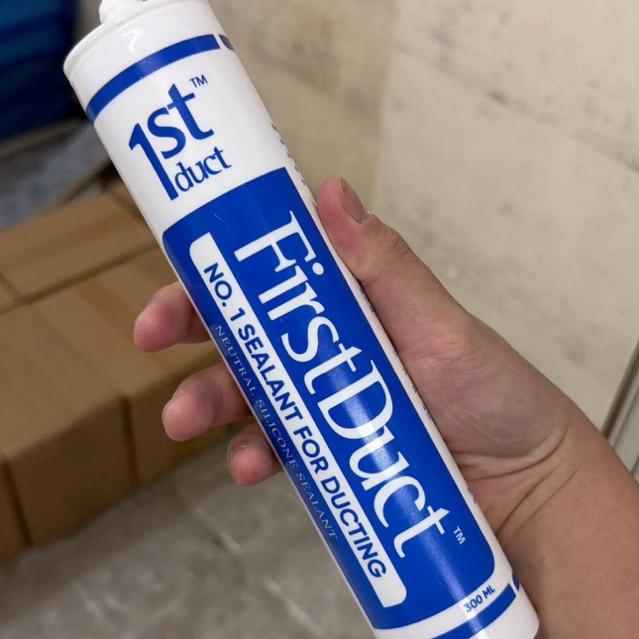 1st™
duct
FirstDuct™
NO. 1 SEALANT FOR DUCTING
NEUTRAL SILICONE SEALANT
300 ML